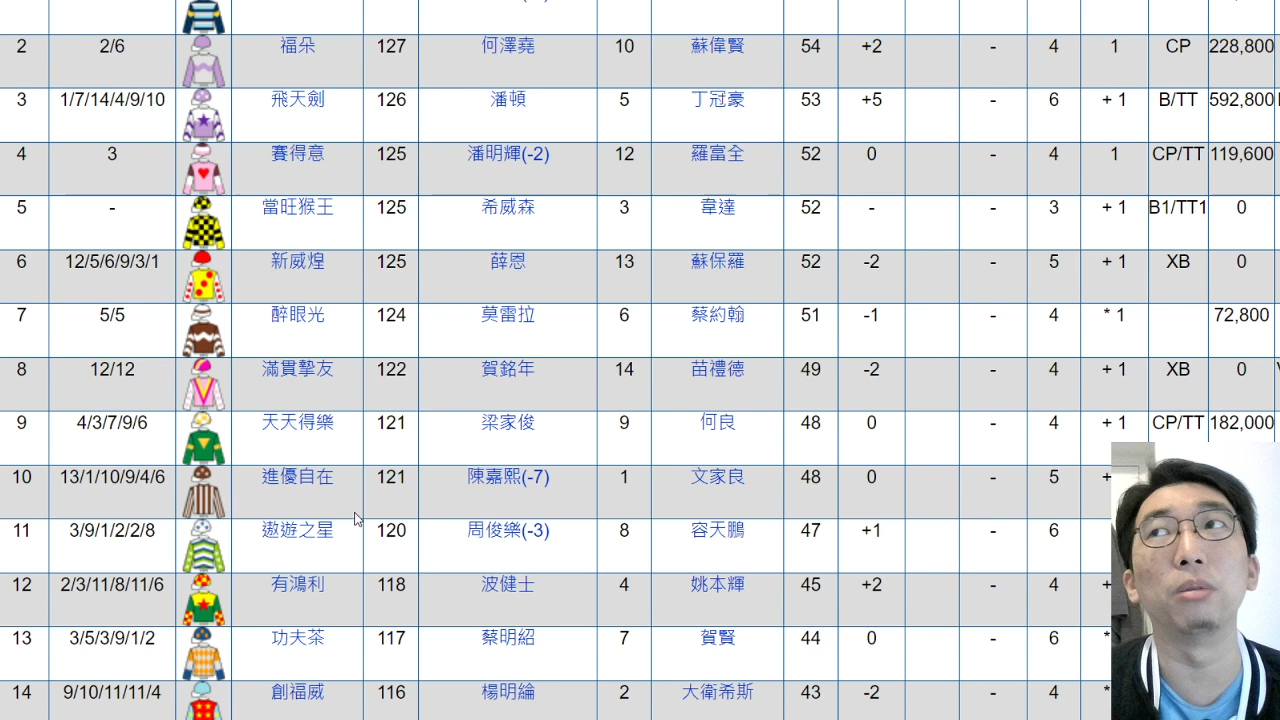 2 2/6 福朵 127 何澤堯 10 蘇偉賢 54 +2 - 4 1 CP 228,800
3 1/7/14/4/9/10 飛天劍 126 潘頓 5 丁冠豪 53 +5 - 6 + 1 B/TT 592,800
4 3 賽得意 125 潘明輝(-2) 12 羅富全 52 0 - 4 1 CP/TT 119,600
5 - 當旺猴王 125 希威森 3 韋達 52 - - 3 + 1 B1/TT1 0
6 12/5/6/9/3/1 新威煌 125 薛恩 13 蘇保羅 52 -2 - 5 + 1 XB 0
7 5/5 醉眼光 124 莫雷拉 6 蔡約翰 51 -1 - 4 * 1 72,800
8 12/12 滿貫摯友 122 賀銘年 14 苗禮德 49 -2 - 4 + 1 XB 0
9 4/3/7/9/6 天天得樂 121 梁家俊 9 何良 48 0 - 4 + 1 CP/TT 182,000
10 13/1/10/9/4/6 進優自在 121 陳嘉熙(-7) 1 文家良 48 0 - 5 +
11 3/9/1/2/2/8 遨遊之星 120 周俊樂(-3) 8 容天鵬 47 +1 - 6
12 2/3/11/8/11/6 有鴻利 118 波健士 4 姚本輝 45 +2 - 4 +
13 3/5/3/9/1/2 功夫茶 117 蔡明紹 7 賀賢 44 0 - 6 *
14 9/10/11/11/4 創福威 116 楊明綸 2 大衛希斯 43 -2 - 4 *